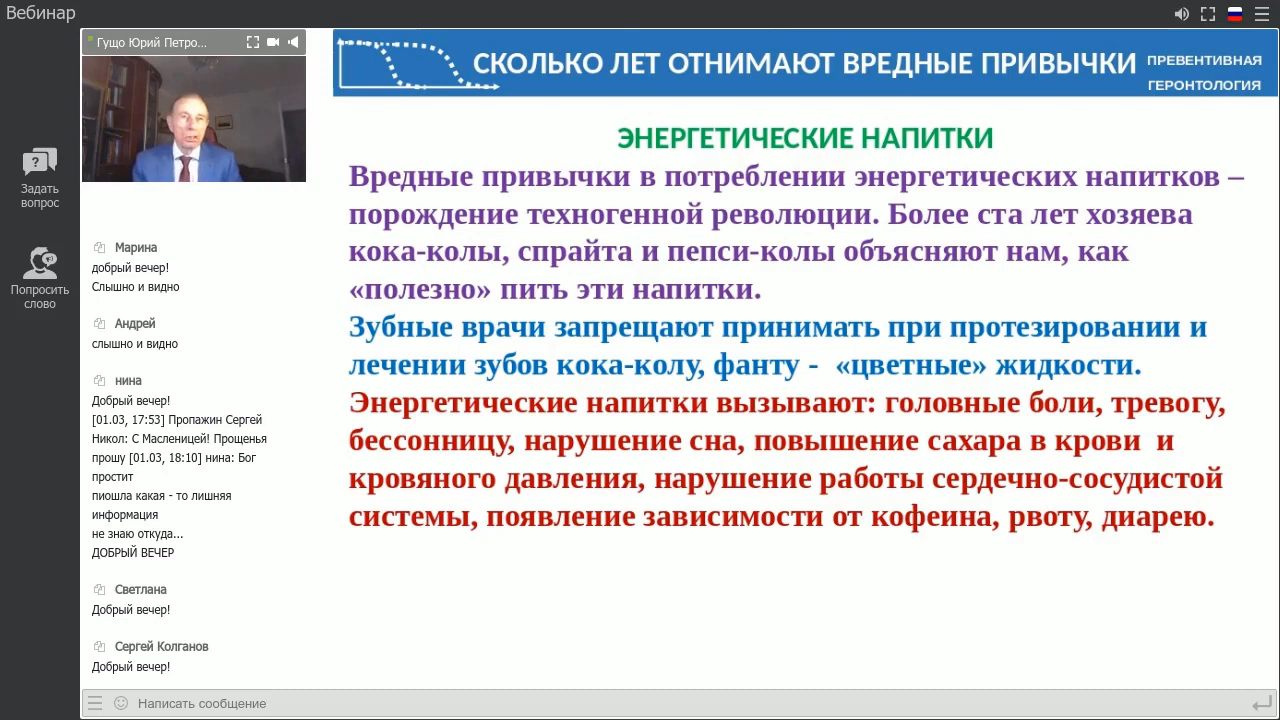 Вебинар
Гущо Юрий Петро...
Задать
вопрос
Попросить
слово
Марина
добрый вечер!
Слышно и видно
Андрей
слышно и видно
нина
Добрый вечер!
[01.03, 17:53] Пропажин Сергей
Никол: С Масленицей! Прощенья
прошу [01.03, 18:10] нина: Бог
простит
пиошла какая - то лишняя
информация
не знаю откуда...
ДОБРЫЙ ВЕЧЕР
Светлана
Добрый вечер!
Сергей Колганов
Добрый вечер!
Написать сообщение
СКОЛЬКО ЛЕТ ОТНИМАЮТ ВРЕДНЫЕ ПРИВЫЧКИ
ПРЕВЕНТИВНАЯ
ГЕРОНТОЛОГИЯ
ЭНЕРГЕТИЧЕСКИЕ НАПИТКИ
Вредные привычки в потреблении энергетических напитков –
порождение техногенной революции. Более ста лет хозяева
кока-колы, спрайта и пепси-колы объясняют нам, как
«полезно» пить эти напитки.
Зубные врачи запрещают принимать при протезировании и
лечении зубов кока-колу, фанту - «цветные» жидкости.
Энергетические напитки вызывают: головные боли, тревогу,
бессонницу, нарушение сна, повышение сахара в крови и
кровяного давления, нарушение работы сердечно-сосудистой
системы, появление зависимости от кофеина, рвоту, диарею.